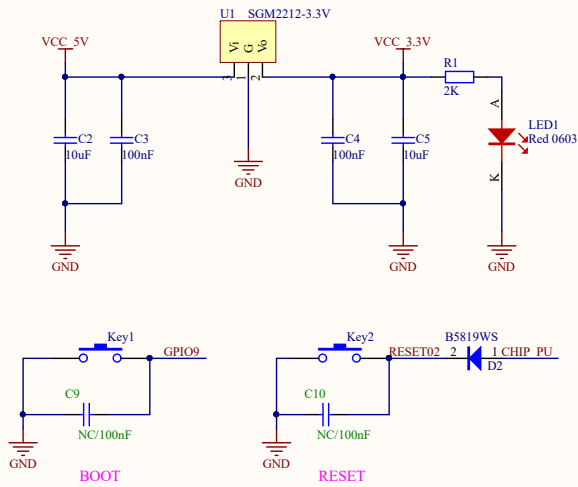 U1 SGM2212-3.3V
VCC_5V
VCC_3.3V
Vi
G
Vo
3
1
2
R1
2K
A
LED1
Red 0603
K
C2
10uF
C3
100nF
C4
100nF
C5
10uF
GND
GND
GND
GND
Key1
GPIO9
C9
NC/100nF
GND
BOOT
Key2
RESET02
2
B5819WS
1
CHIP_PU
D2
C10
NC/100nF
GND
RESET